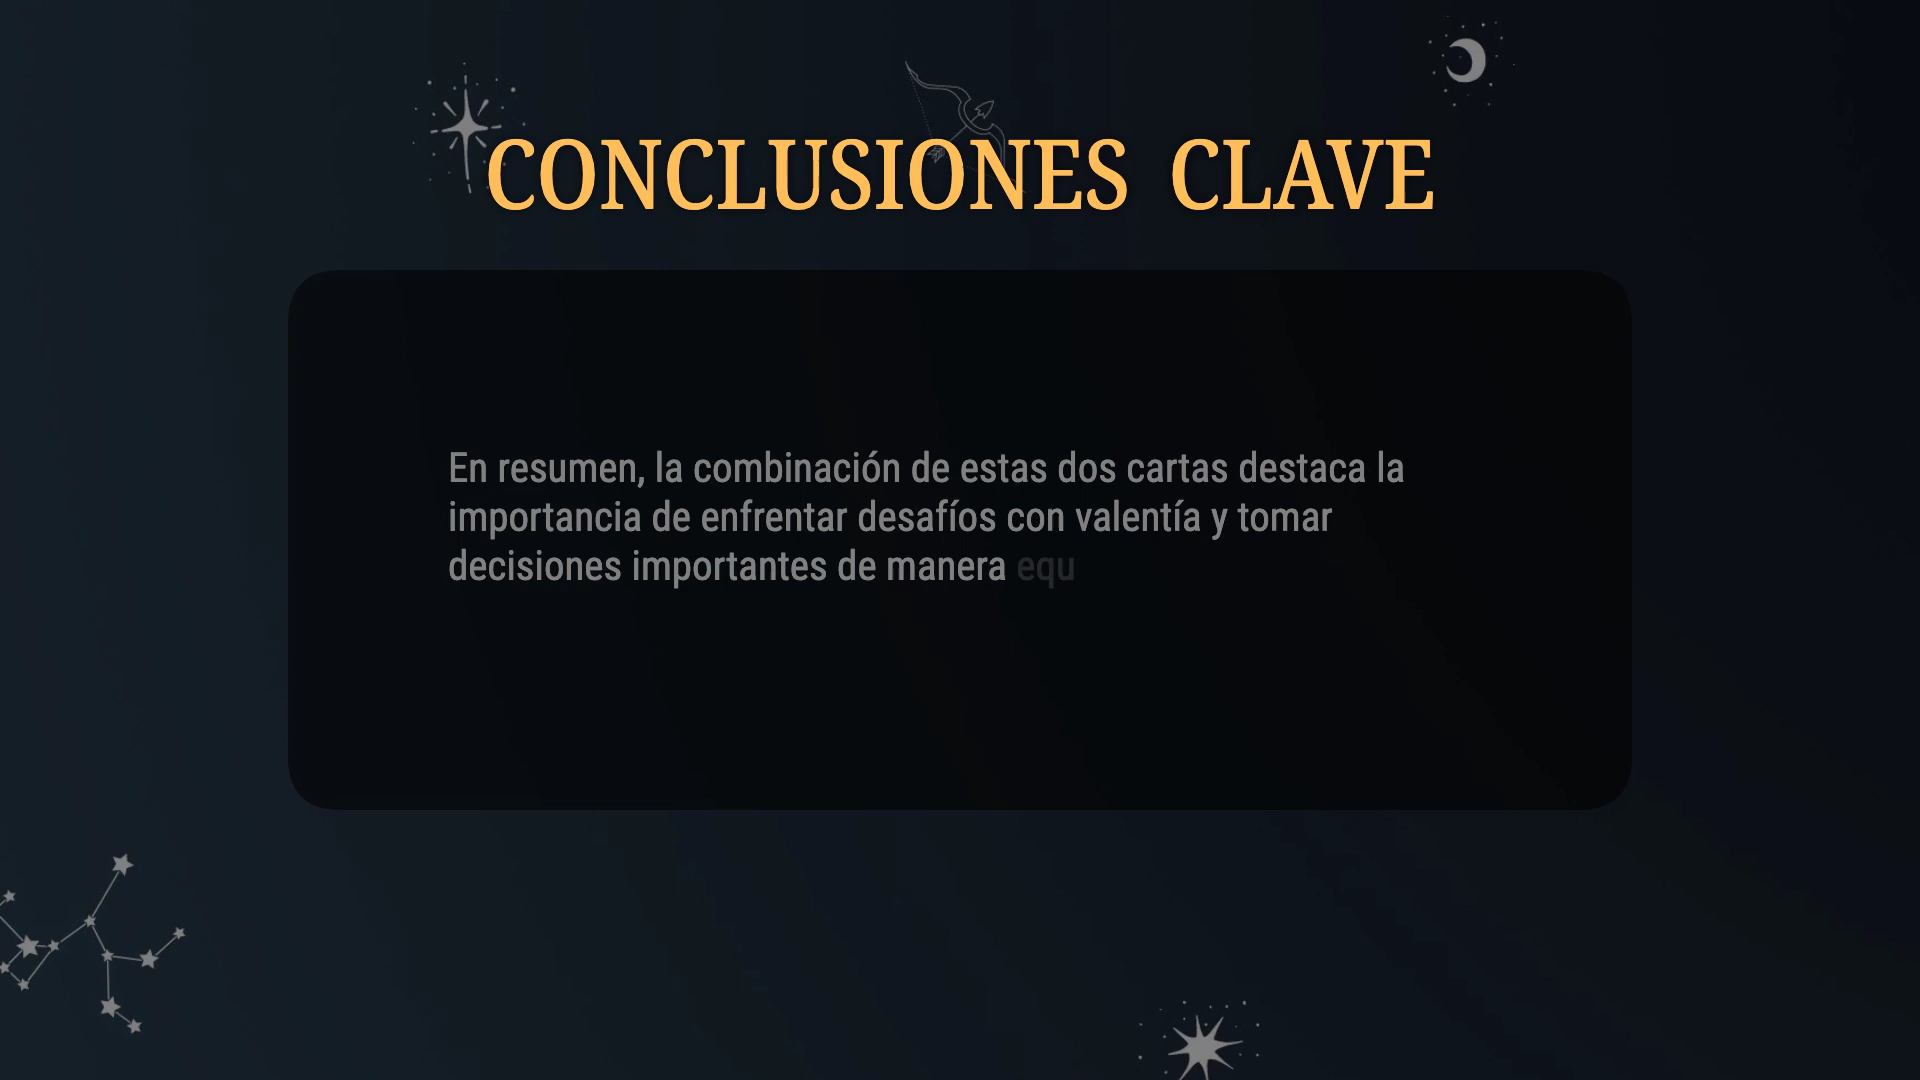 CONCLUSIONES CLAVE
En resumen, la combinación de estas dos cartas destaca la
importancia de enfrentar desafíos con valentía y tomar
decisiones importantes de manera equ